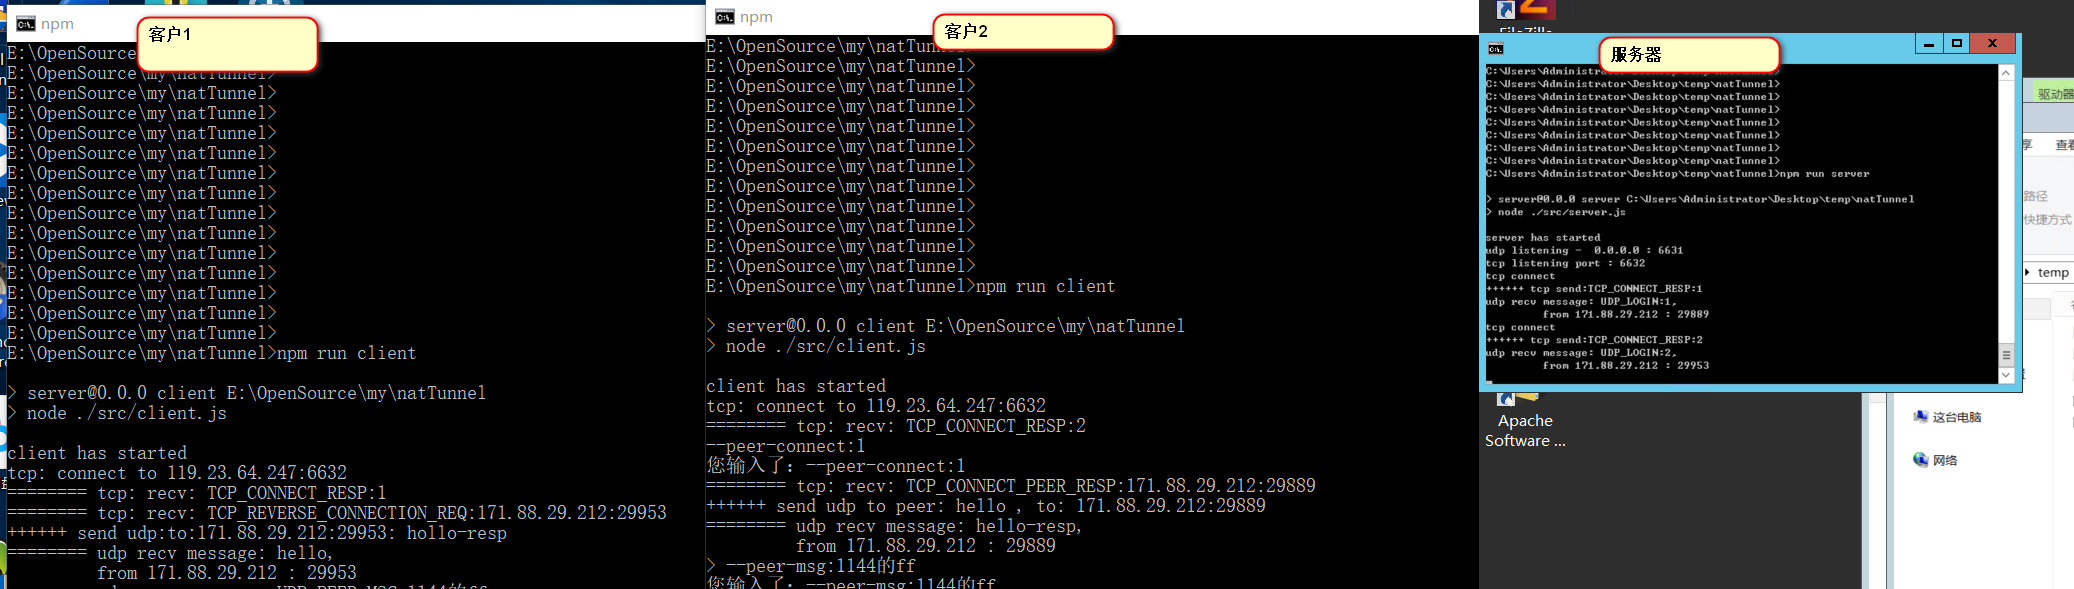 npm
客户1
E:\OpenSource
E:\OpenSource\my\natTunnel>
E:\OpenSource\my\natTunnel>
E:\OpenSource\my\natTunnel>
E:\OpenSource\my\natTunnel>
E:\OpenSource\my\natTunnel>
E:\OpenSource\my\natTunnel>
E:\OpenSource\my\natTunnel>
E:\OpenSource\my\natTunnel>
E:\OpenSource\my\natTunnel>
E:\OpenSource\my\natTunnel>
E:\OpenSource\my\natTunnel>
E:\OpenSource\my\natTunnel>
E:\OpenSource\my\natTunnel>
E:\OpenSource\my\natTunnel>
E:\OpenSource\my\natTunnel>npm run client
> server@0.0.0 client E:\OpenSource\my\natTunnel
> node ./src/client.js
client has started
tcp: connect to 119.23.64.247:6632
======== tcp: recv: TCP_CONNECT_RESP:1
======== tcp: recv: TCP_REVERSE_CONNECTION_REQ:171.88.29.212:29953
++++++ send udp:to:171.88.29.212:29953: hollo-resp
======== udp recv message: hello,
from 171.88.29.212 : 29953
npm
客户2
E:\OpenSource\my\natTunnel>
E:\OpenSource\my\natTunnel>
E:\OpenSource\my\natTunnel>
E:\OpenSource\my\natTunnel>
E:\OpenSource\my\natTunnel>
E:\OpenSource\my\natTunnel>
E:\OpenSource\my\natTunnel>
E:\OpenSource\my\natTunnel>
E:\OpenSource\my\natTunnel>
E:\OpenSource\my\natTunnel>
E:\OpenSource\my\natTunnel>
E:\OpenSource\my\natTunnel>
E:\OpenSource\my\natTunnel>npm run client
> server@0.0.0 client E:\OpenSource\my\natTunnel
> node ./src/client.js
client has started
tcp: connect to 119.23.64.247:6632
======== tcp: recv: TCP_CONNECT_RESP:2
--peer-connect:1
您输入了: --peer-connect:1
======== tcp: recv: TCP_CONNECT_PEER_RESP:171.88.29.212:29889
++++++ send udp to peer: hello , to: 171.88.29.212:29889
======== udp recv message: hello-resp,
from 171.88.29.212 : 29889
> --peer-msg:1144的ff
您输入了: --peer-msg:1144的ff
FileZilla
服务器
C:\Users\Administrator\Desktop\temp\natTunnel>
C:\Users\Administrator\Desktop\temp\natTunnel>
C:\Users\Administrator\Desktop\temp\natTunnel>
C:\Users\Administrator\Desktop\temp\natTunnel>
C:\Users\Administrator\Desktop\temp\natTunnel>
C:\Users\Administrator\Desktop\temp\natTunnel>
C:\Users\Administrator\Desktop\temp\natTunnel>
C:\Users\Administrator\Desktop\temp\natTunnel>
C:\Users\Administrator\Desktop\temp\natTunnel>npm run server
> server@0.0.0 server C:\Users\Administrator\Desktop\temp\natTunnel
> node ./src/server.js
server has started
udp listening - 0.0.0.0 : 6631
tcp listening port : 6632
tcp connect
++++++ tcp send:TCP_CONNECT_RESP:1
udp recv message: UDP_LOGIN:1,
from 171.88.29.212 : 29889
tcp connect
++++++ tcp send:TCP_CONNECT_RESP:2
udp recv message: UDP_LOGIN:2,
from 171.88.29.212 : 29953
Apache
Software ...
驱动器
享 查看
路径
快捷方式
temp
这台电脑
网络